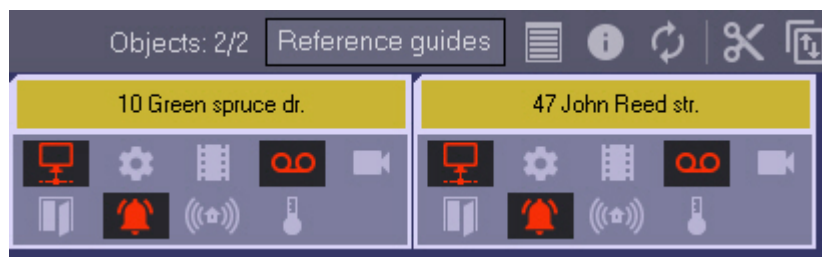 Objects: 2/2 Reference guides
10 Green spruce dr.
47 John Reed str.